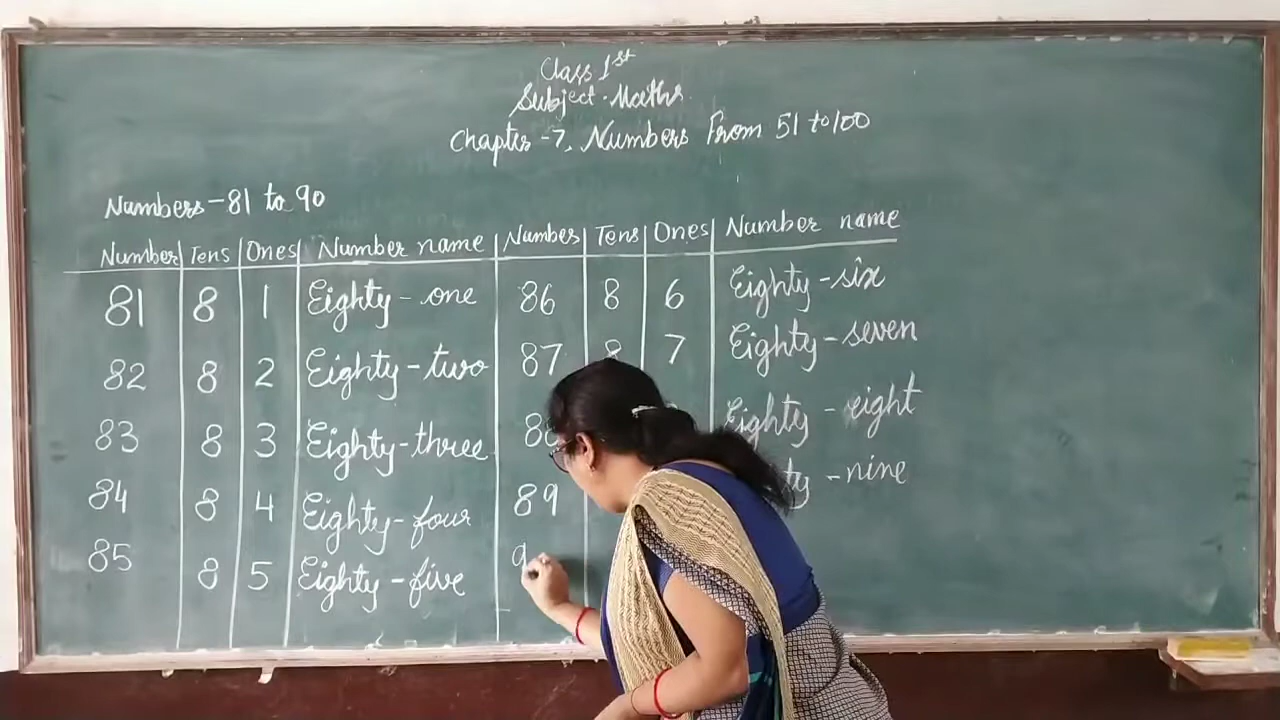 Class 1st
Subject - Maths
Chapter - 7, Numbers From 51 to 100
Numbers - 81 to 90
Number Tens Ones Number name Number Tens Ones Number name
81 8 1 Eighty - one 86 8 6 Eighty - six
82 8 2 Eighty - two 87 8 7 Eighty - seven
83 8 3 Eighty - three Eighty - eight
84 8 4 Eighty - four 89 - nine
85 8 5 Eighty - five 9